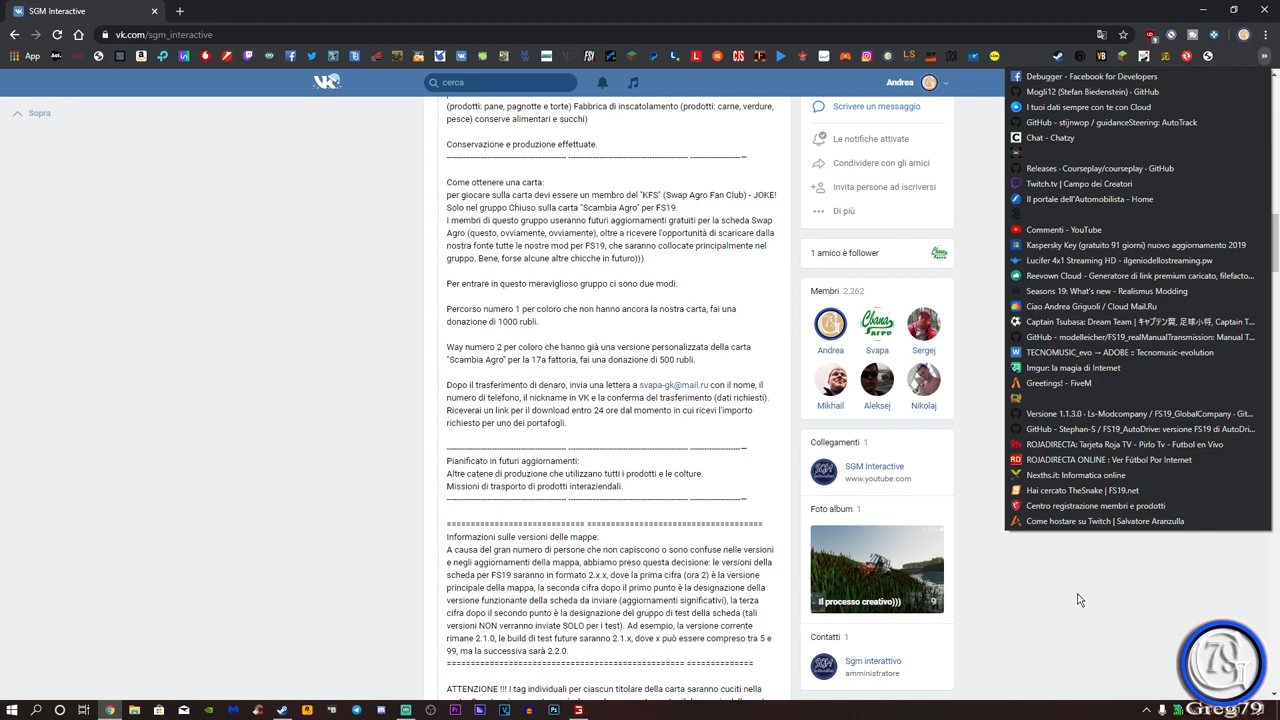 SGM Interactive
vk.com/sgm_interactive
App
cerca
Andrea
Sopra
(prodotti: pane, pagnotte e torte) Fabbrica di inscatolamento (prodotti: carne, verdure,
pesce) conserve alimentari e succhi)
Conservazione e produzione effettuate.
Come ottenere una carta:
per giocare sulla carta devi essere un membro del "KFS" (Swap Agro Fan Club) - JOKE!
Solo nel gruppo Chiuso sulla carta "Scambia Agro" per FS19.
I membri di questo gruppo useranno futuri aggiornamenti gratuiti per la scheda Swap
Agro (questo, ovviamente, ovviamente), oltre a ricevere l'opportunità di scaricare dalla
nostra fonte tutte le nostre mod per FS19, che saranno collocate principalmente nel
gruppo. Bene, forse alcune altre chicche in futuro)))
Per entrare in questo meraviglioso gruppo ci sono due modi:
Percorso numero 1 per coloro che non hanno ancora la nostra carta, fai una
donazione di 1000 rubli.
Way numero 2 per coloro che hanno già una versione personalizzata della carta
"Scambia Agro" per la 17a fattoria, fai una donazione di 500 rubli.
Dopo il trasferimento di denaro, invia una lettera a svapa-gk@mail.ru con il nome, il
numero di telefono, il nickname in VK e la conferma del trasferimento (dati richiesti).
Riceverai un link per il download entro 24 ore dal momento in cui ricevi l'importo
richiesto per uno dei portafogli.
Pianificato in futuri aggiornamenti:
Altre catene di produzione che utilizzano tutti i prodotti e le colture.
Missioni di trasporto di prodotti interaziendali.
Informazioni sulle versioni delle mappe:
A causa del gran numero di persone che non capiscono o sono confuse nelle versioni
e negli aggiornamenti della mappa, abbiamo preso questa decisione: le versioni della
scheda per FS19 saranno in formato 2.x.x, dove la prima cifra (ora 2) è la versione
principale della mappa, la seconda cifra dopo il primo punto è la designazione della
versione funzionante della scheda da inviare (aggiornamenti significativi), la terza
cifra dopo il secondo punto è la designazione del gruppo di test della scheda (tali
versioni NON verranno inviate SOLO per i test). Ad esempio, la versione corrente
rimane 2.1.0, le build di test future saranno 2.1.x, dove x può essere compreso tra 5 e
99, ma la successiva sarà 2.2.0.
ATTENZIONE !!! I tag individuali per ciascun titolare della carta saranno cuciti nella
Scrivere un messaggio
Le notifiche attivate
Condividere con gli amici
Invita persone ad iscriversi
Di più
1 amico è follower
Membri 2.262
Andrea Svapa Sergej
Mikhail Aleksej Nikolaj
Collegamenti 1
SGM Interactive
www.youtube.com
Foto album 1
Il processo creativo))) 9
Contatti 1
Sgm interattivo
amministratore
Debugger - Facebook for Developers
Mogli12 (Stefan Biedenstein) · GitHub
I tuoi dati sempre con te con Cloud
GitHub - stijnwop / guidanceSteering: AutoTrack
Chat - Chatzy
Releases · Courseplay/courseplay · GitHub
Twitch.tv | Campo dei Creatori
Il portale dell'Automobilista - Home
Commenti - YouTube
Kaspersky Key (gratuito 91 giorni) nuovo aggiornamento 2019
Lucifer 4x1 Streaming HD - ilgeniodellostreaming.pw
Reevown Cloud - Generatore di link premium caricato, filefacto...
Seasons 19: What's new - Realismus Modding
Ciao Andrea Griguoli / Cloud Mail.Ru
Captain Tsubasa: Dream Team | キャプテン翼, 足球小将, Captain T...
GitHub - modelleicher/FS19_realManualTransmission: Manual T...
TECNOMUSIC_evo → ADOBE :: Tecnomusic-evolution
Imgur: la magia di Internet
Greetings! - FiveM
Versione 1.1.3.0 · Ls-Modcompany / FS19_GlobalCompany · Git...
GitHub - Stephan-S / FS19_AutoDrive: versione FS19 di AutoDri...
ROJADIRECTA: Tarjeta Roja TV - Pirlo Tv - Futbol en Vivo
ROJADIRECTA ONLINE : Ver Fútbol Por Internet
Nexths.it: Informatica online
Hai cercato TheSnake | FS19.net
Centro registrazione membri e prodotti
Come hostare su Twitch | Salvatore Aranzulla
Greg79